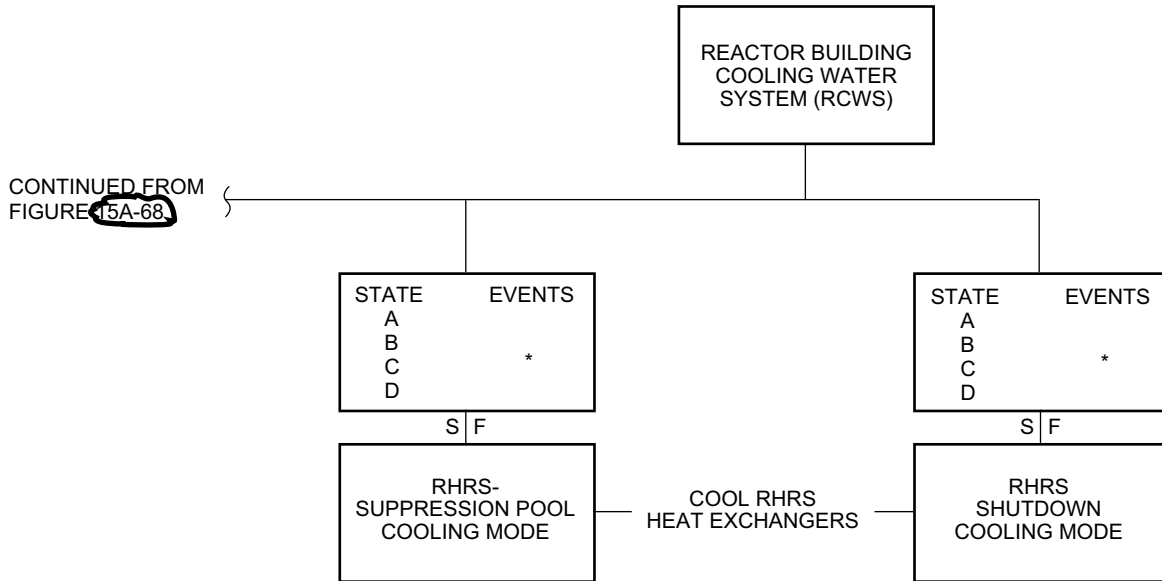 REACTOR BUILDING
COOLING WATER
SYSTEM (RCWS)
CONTINUED FROM
FIGURE 15A-68
STATE EVENTS
A
B
C *
D
STATE EVENTS
A
B
C *
D
S F
S F
RHRS-
SUPPRESSION POOL
COOLING MODE
COOL RHRS
HEAT EXCHANGERS
RHRS
SHUTDOWN
COOLING MODE